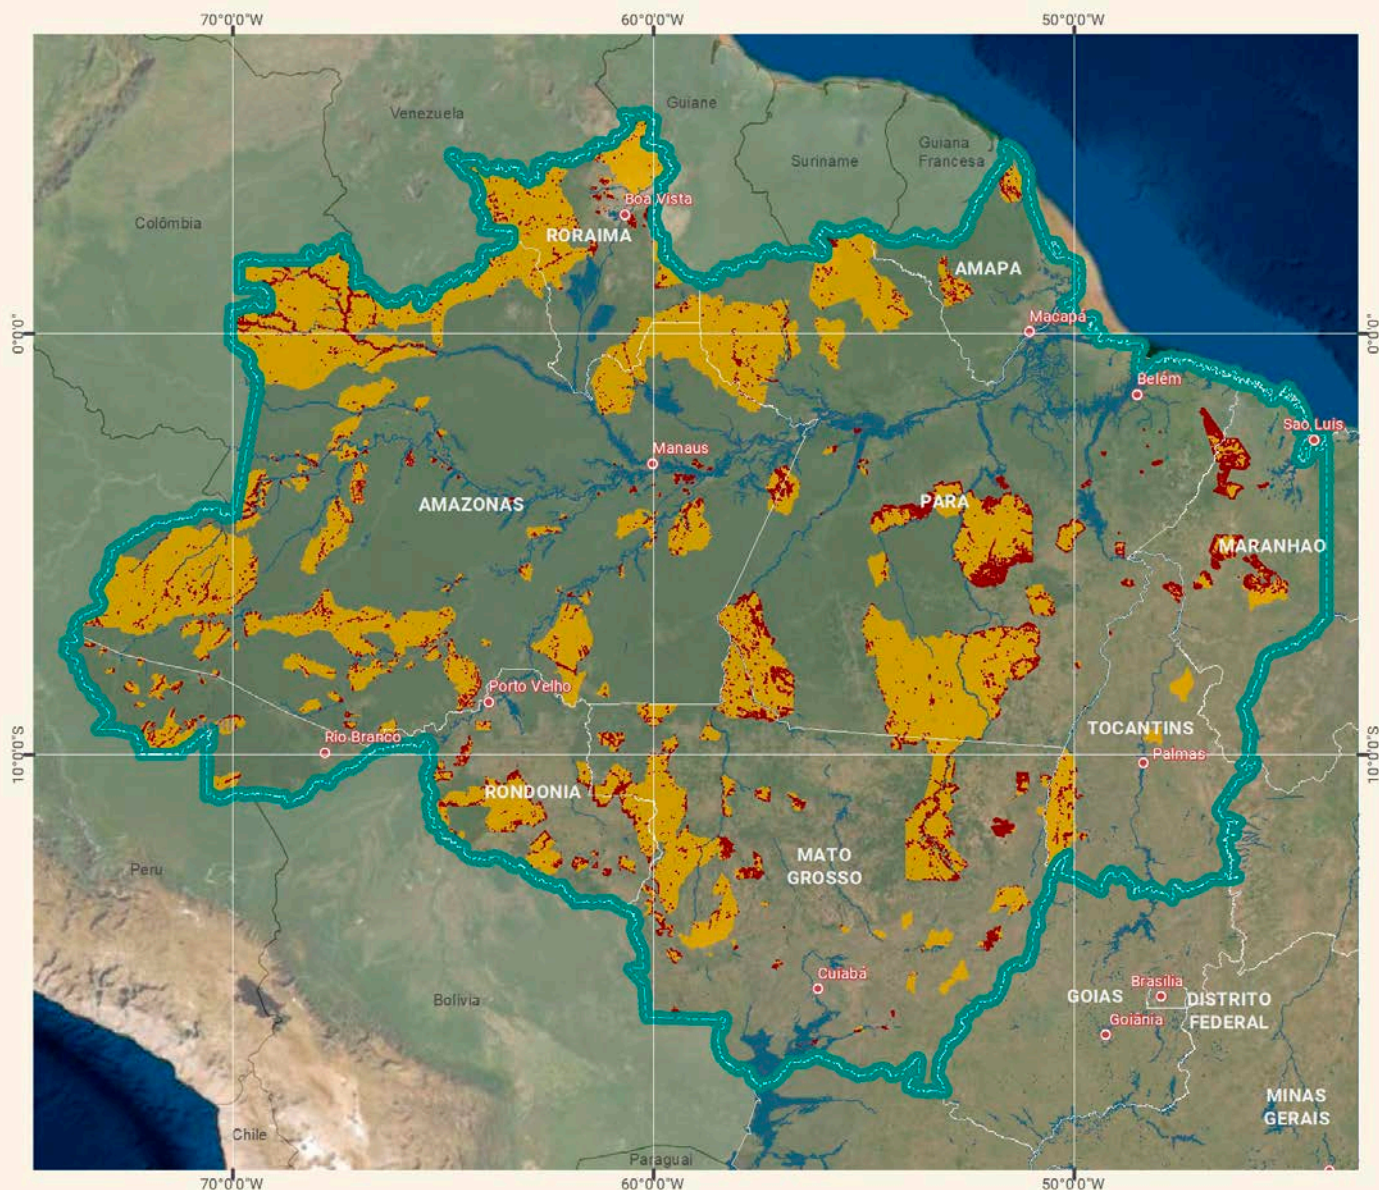 70°0'0"W
60°0'0"W
50°0'0"W
Venezuela
Guiane
Suriname
Guiana
Francesa
Colômbia
Boa Vista
RORAIMA
AMAPA
Macapá
0°0'0"
0°0'0"
Belém
Sao Luis
Manaus
AMAZONAS
PARA
MARANHAO
Porto Velho
Rio Branco
TOCANTINS
Palmas
10°0'0"S
10°0'0"S
RONDONIA
MATO
GROSSO
Peru
Cuiabá
Bolivia
Brasília
GOIAS
DISTRITO
FEDERAL
Goiânia
MINAS
GERAIS
Chile
Paraguai
70°0'0"W
60°0'0"W
50°0'0"W